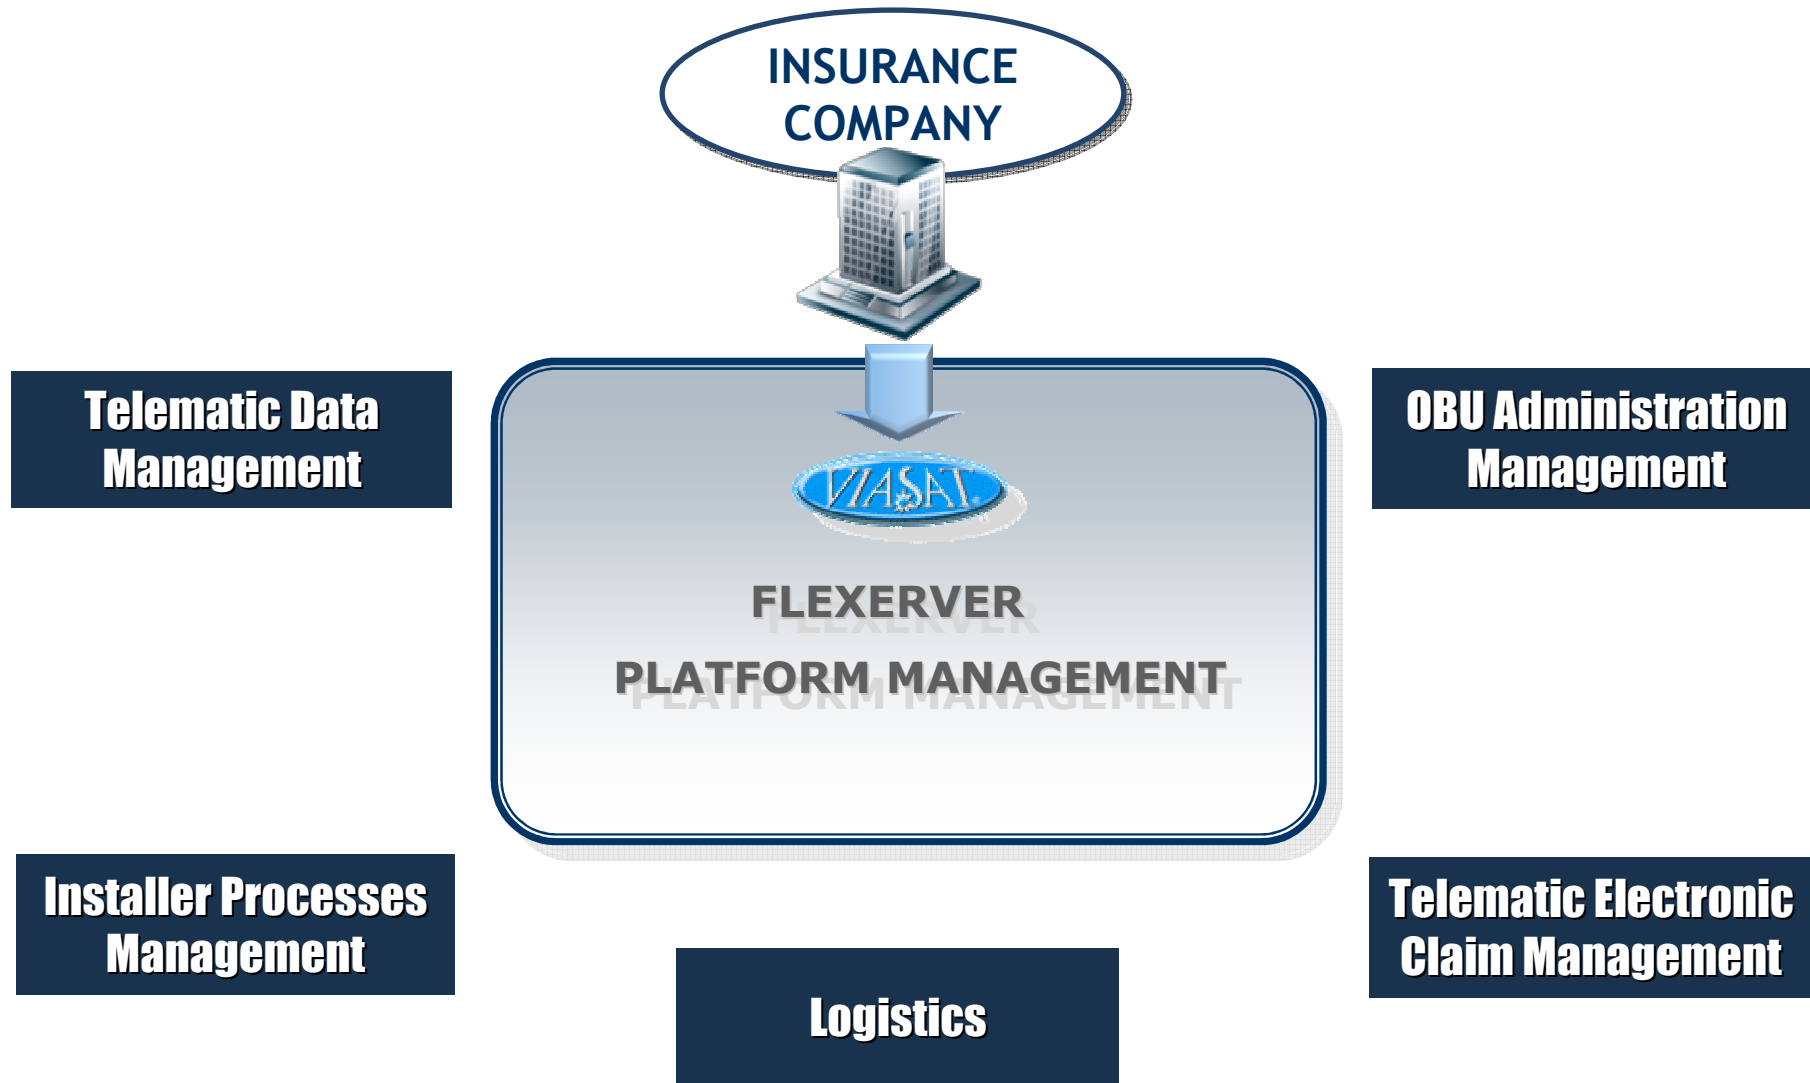 INSURANCE
COMPANY
Telematic Data
Management
OBU Administration
Management
VIASAT
FLEXERVER
PLATFORM MANAGEMENT
Installer Processes
Management
Telematic Electronic
Claim Management
Logistics